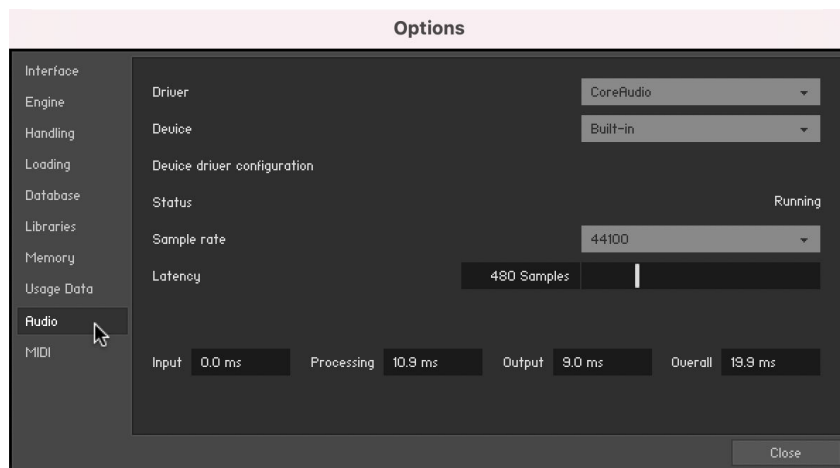 Options
Interface
Engine
Handling
Loading
Database
Libraries
Memory
Usage Data
Audio
MIDI
Driver CoreAudio
Device Built-in
Device driver configuration
Status Running
Sample rate 44100
Latency 480 Samples
Input 0.0 ms Processing 10.9 ms Output 9.0 ms Overall 19.9 ms
Close